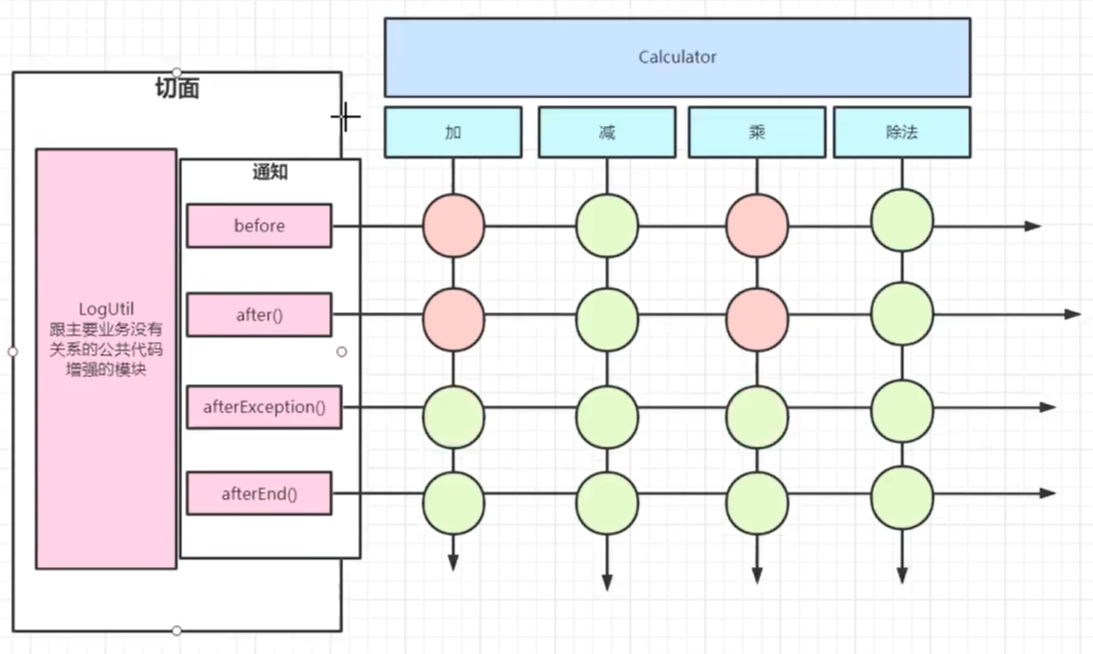 Calculator
加
减
乘
除法
切面
LogUtil
跟主要业务没有
关系的公共代码
增强的模块
通知
before
after()
afterException()
afterEnd()